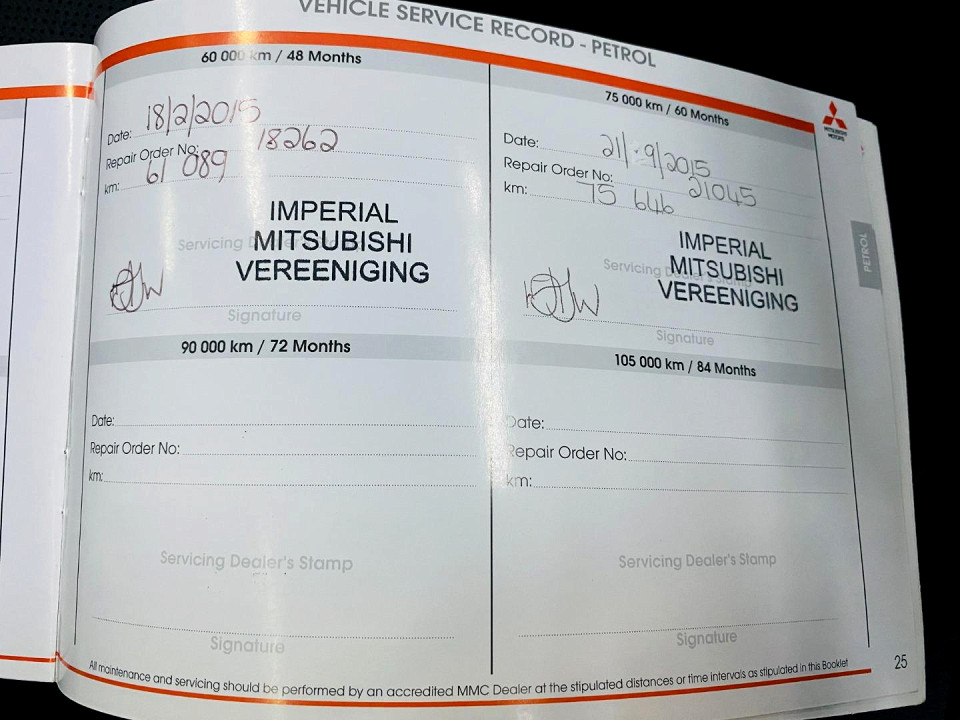 VEHICLE SERVICE RECORD - PETROL
60 000 km / 48 Months
Date: 18/2/2015
Repair Order No: 18262
km: 61 089
IMPERIAL
MITSUBISHI
VEREENIGING
Servicing Dealer's Stamp
Signature
75 000 km / 60 Months
Date: 21/.9/2015
Repair Order No: 21045
km: 75 646
IMPERIAL
MITSUBISHI
VEREENIGING
Servicing Dealer's Stamp
Signature
90 000 km / 72 Months
Date:
Repair Order No:
km:
Servicing Dealer's Stamp
Signature
105 000 km / 84 Months
Date:
Repair Order No:
km:
Servicing Dealer's Stamp
Signature
MITSUBISHI
MOTORS
PETROL
All maintenance and servicing should be performed by an accredited MMC Dealer at the stipulated distances or time intervals as stipulated in this Booklet
25